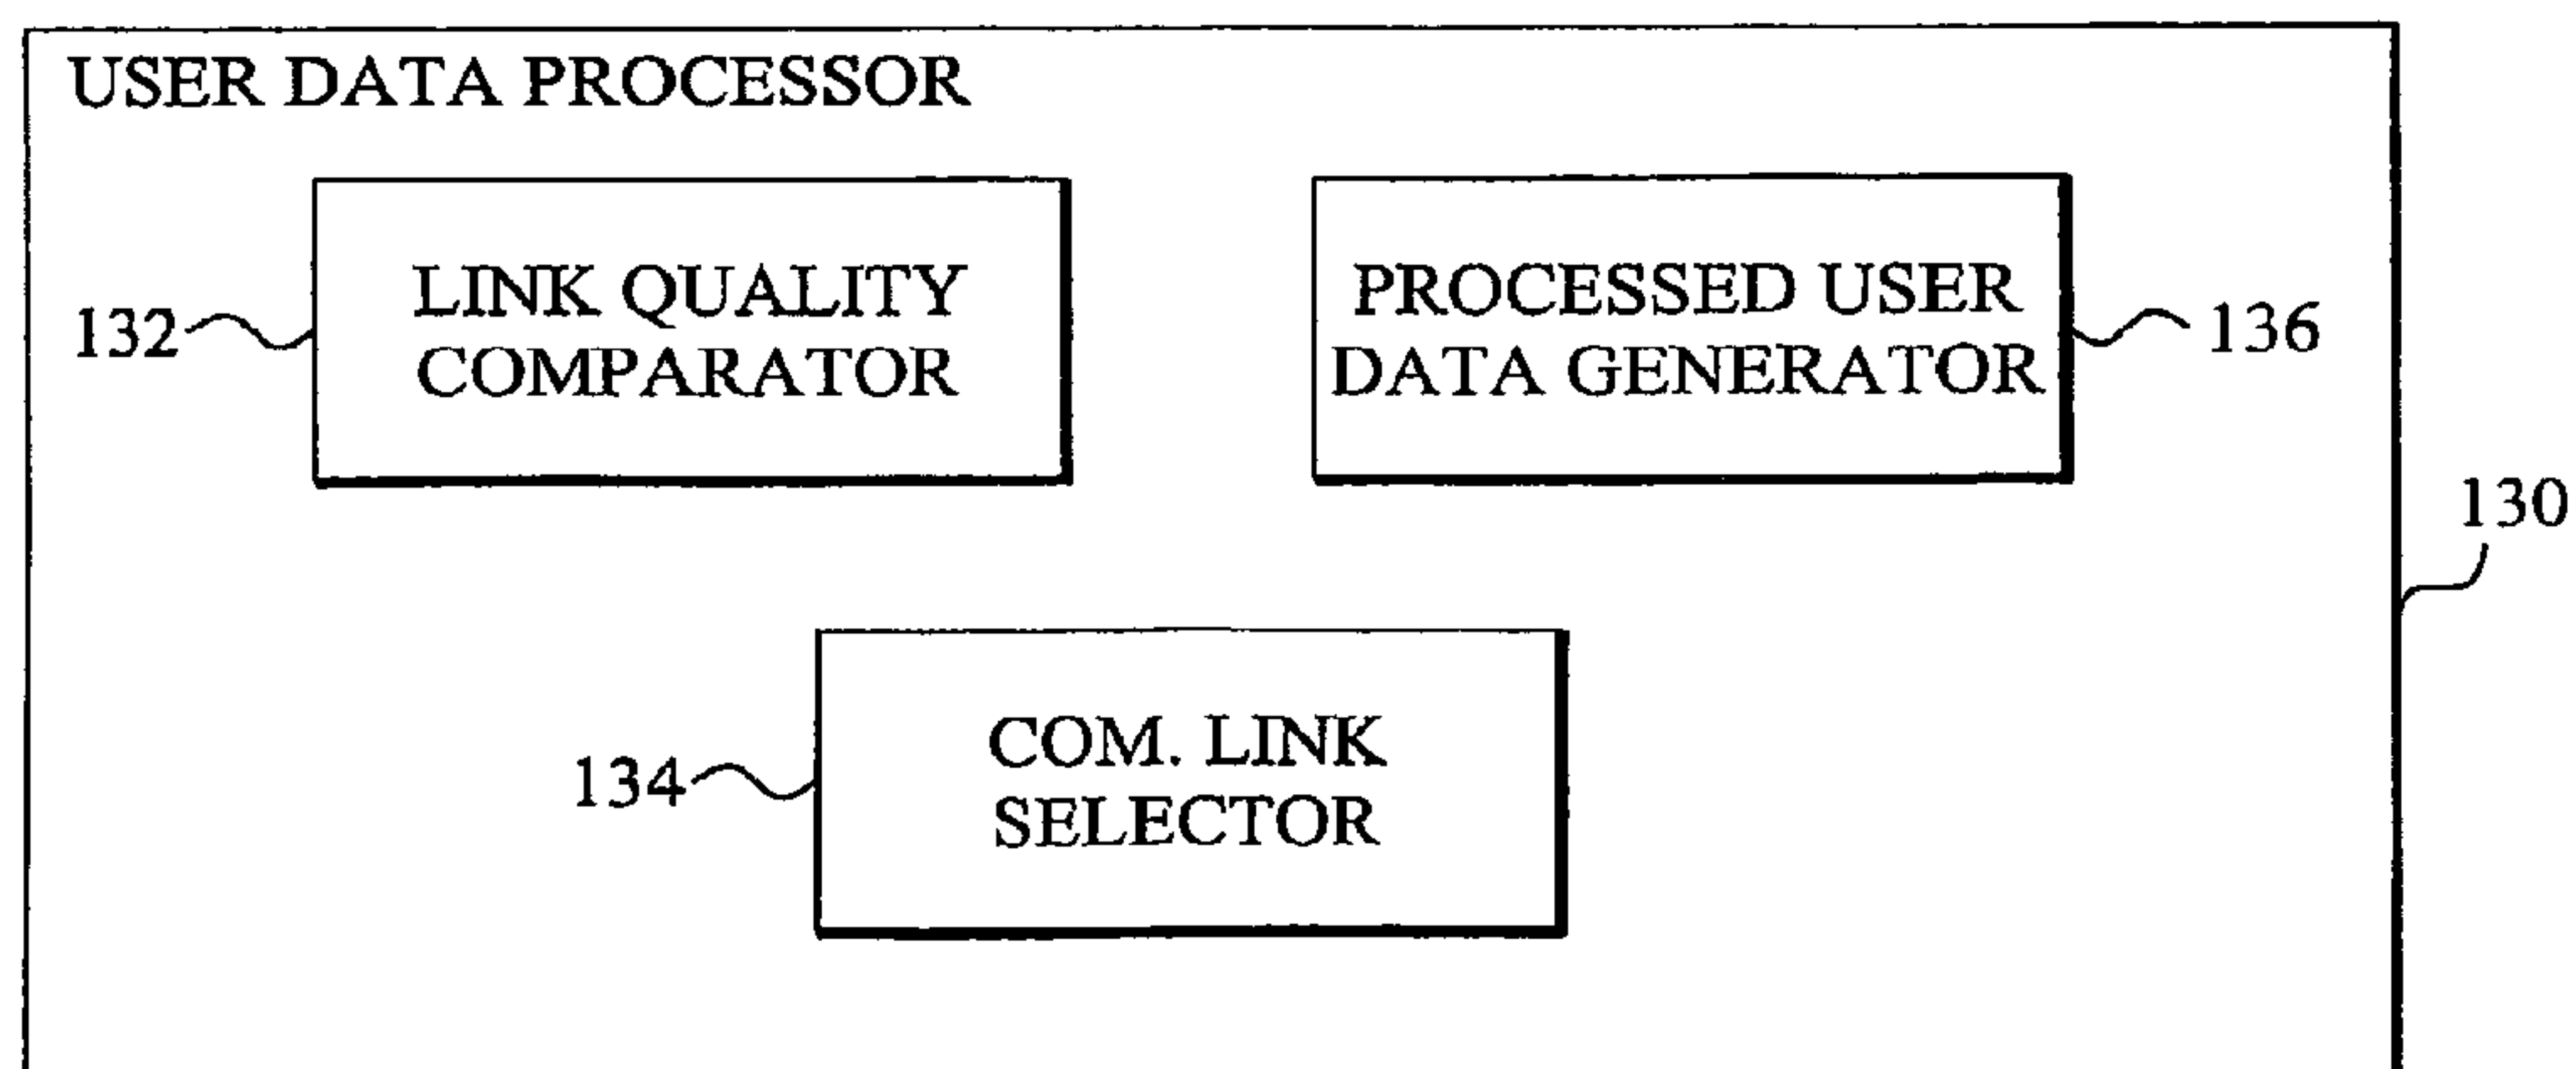 USER DATA PROCESSOR
132
LINK QUALITY
COMPARATOR
PROCESSED USER
DATA GENERATOR
136
130
134
COM. LINK
SELECTOR